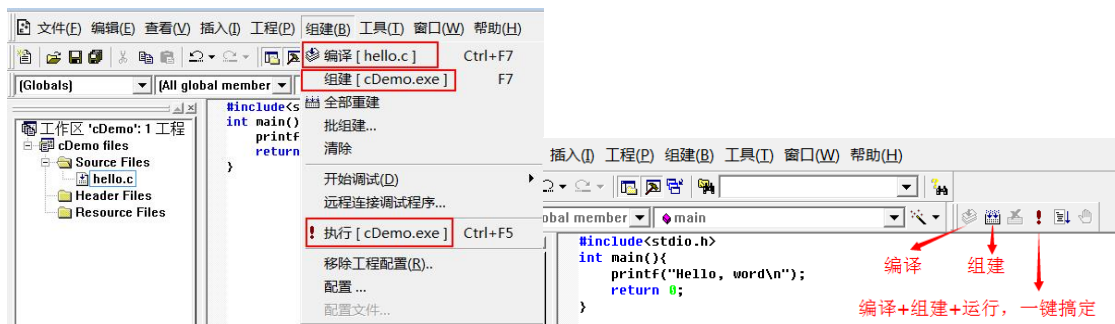 文件(F) 编辑(E) 查看(V) 插入(I) 工程(P) 组建(B) 工具(T) 窗口(W) 帮助(H)
编译 [ hello.c ] Ctrl+F7
组建 [ cDemo.exe ] F7
全部重建
批组建...
清除
开始调试(D)
远程连接调试程序...
执行 [ cDemo.exe ] Ctrl+F5
移除工程配置(R)..
配置 ...
配置文件...
(Globals) (All global member
工作区 'cDemo': 1 工程
cDemo files
Source Files
hello.c
Header Files
Resource Files
#include<s
int main()
printf
return
}
插入(I) 工程(P) 组建(B) 工具(T) 窗口(W) 帮助(H)
obal member main
#include<stdio.h>
int main(){
printf("Hello, word\n");
return 0;
}
编译 组建
编译+组建+运行，一键搞定